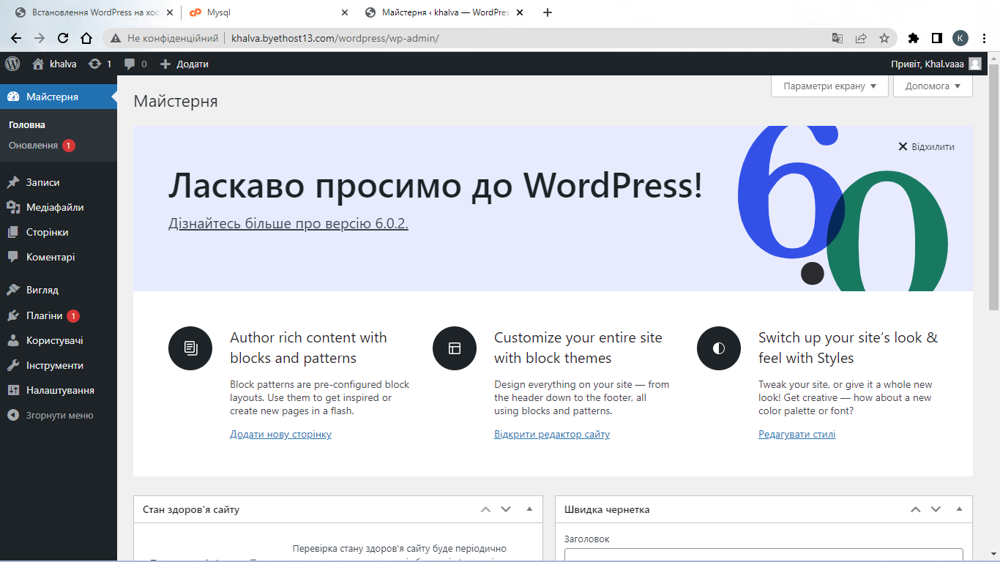 Встановлення WordPress на хос
Mysql
Майстерня ‹ khalva — WordPres
Не конфіденційний
khalva.byethost13.com/wordpress/wp-admin/
K
khalva
1
0
Додати
Привіт, Khal.vaaa
Майстерня
Головна
Оновлення 1
Записи
Медіафайли
Сторінки
Коментарі
Вигляд
Плагіни 1
Користувачі
Інструменти
Налаштування
Згорнути меню
Параметри екрану
Допомога
Майстерня
Відхилити
6.0
Ласкаво просимо до WordPress!
Дізнайтесь більше про версію 6.0.2.
Author rich content with
blocks and patterns
Block patterns are pre-configured block
layouts. Use them to get inspired or
create new pages in a flash.
Додати нову сторінку
Customize your entire site
with block themes
Design everything on your site — from
the header down to the footer, all
using blocks and patterns.
Відкрити редактор сайту
Switch up your site’s look &
feel with Styles
Tweak your site, or give it a whole new
look! Get creative — how about a new
color palette or font?
Редагувати стилі
Стан здоров'я сайту
Перевірка стану здоров'я сайту буде періодично
Швидка чернетка
Заголовок